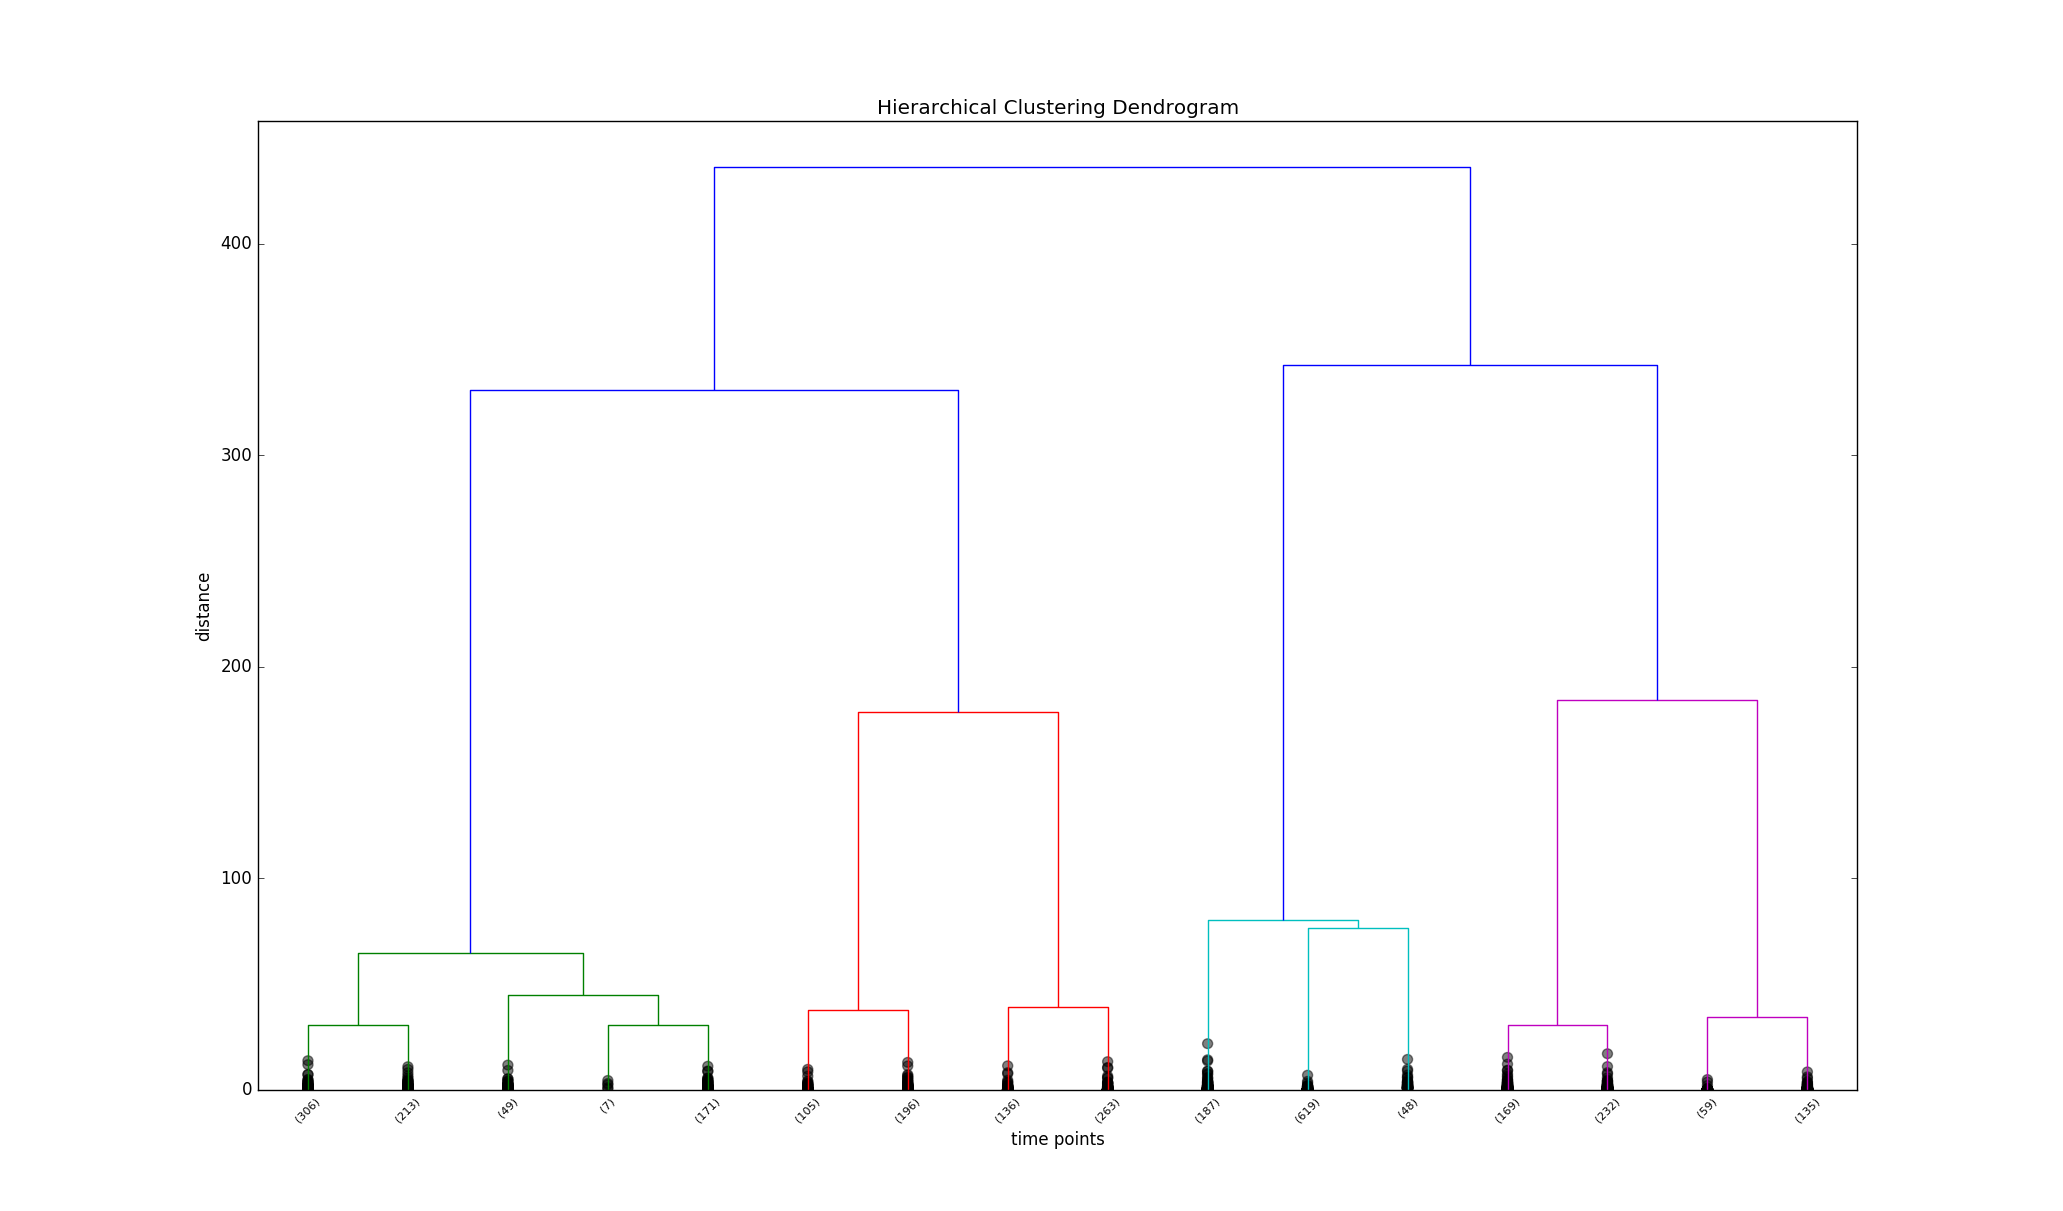 Hierarchical Clustering Dendrogram
400
300
200
100
0
distance
(306) (213) (49) (7) (171) (105) (196) (136) (263) (187) (619) (48) (169) (232) (59) (135)
time points